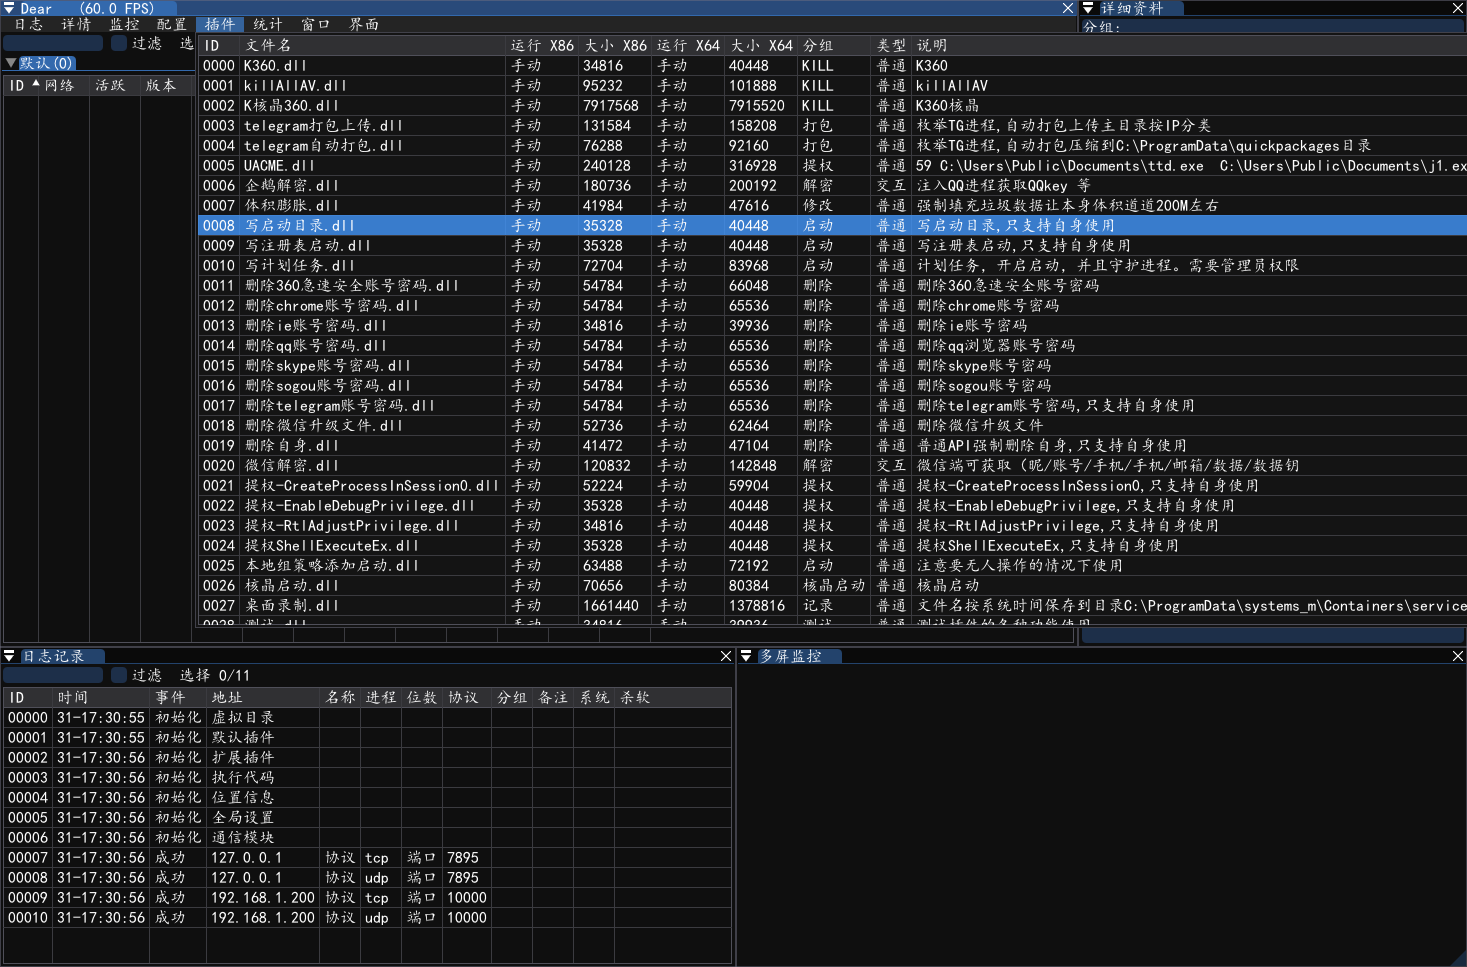 Dear (60.0 FPS)
详细资料
日志 详情 监控 配置 插件 统计 窗口 界面
分组:
过滤 选
默认(0)
ID 网络 活跃 版本
ID 文件名 运行 X86 大小 X86 运行 X64 大小 X64 分组 类型 说明
0000 K360.dll 手动 34816 手动 40448 KILL 普通 K360
0001 killAllAV.dll 手动 95232 手动 101888 KILL 普通 killAllAV
0002 K核晶360.dll 手动 7917568 手动 7915520 KILL 普通 K360核晶
0003 telegram打包上传.dll 手动 131584 手动 158208 打包 普通 枚举TG进程,自动打包上传主目录按IP分类
0004 telegram自动打包.dll 手动 76288 手动 92160 打包 普通 枚举TG进程,自动打包压缩到C:\ProgramData\quickpackages目录
0005 UACME.dll 手动 240128 手动 316928 提权 普通 59 C:\Users\Public\Documents\ttd.exe C:\Users\Public\Documents\j1.ex
0006 企鹅解密.dll 手动 180736 手动 200192 解密 交互 注入QQ进程获取QQkey 等
0007 体积膨胀.dll 手动 41984 手动 47616 修改 普通 强制填充垃圾数据让本身体积道道200M左右
0008 写启动目录.dll 手动 35328 手动 40448 启动 普通 写启动目录,只支持自身使用
0009 写注册表启动.dll 手动 35328 手动 40448 启动 普通 写注册表启动,只支持自身使用
0010 写计划任务.dll 手动 72704 手动 83968 启动 普通 计划任务, 开启启动, 并且守护进程。需要管理员权限
0011 删除360急速安全账号密码.dll 手动 54784 手动 66048 删除 普通 删除360急速安全账号密码
0012 删除chrome账号密码.dll 手动 54784 手动 65536 删除 普通 删除chrome账号密码
0013 删除ie账号密码.dll 手动 34816 手动 39936 删除 普通 删除ie账号密码
0014 删除qq账号密码.dll 手动 54784 手动 65536 删除 普通 删除qq浏览器账号密码
0015 删除skype账号密码.dll 手动 54784 手动 65536 删除 普通 删除skype账号密码
0016 删除sogou账号密码.dll 手动 54784 手动 65536 删除 普通 删除sogou账号密码
0017 删除telegram账号密码.dll 手动 54784 手动 65536 删除 普通 删除telegram账号密码,只支持自身使用
0018 删除微信升级文件.dll 手动 52736 手动 62464 删除 普通 删除微信升级文件
0019 删除自身.dll 手动 41472 手动 47104 删除 普通 普通API强制删除自身,只支持自身使用
0020 微信解密.dll 手动 120832 手动 142848 解密 交互 微信端可获取 (昵/账号/手机/手机/邮箱/数据/数据钥
0021 提权-CreateProcessInSession0.dll 手动 52224 手动 59904 提权 普通 提权-CreateProcessInSession0,只支持自身使用
0022 提权-EnableDebugPrivilege.dll 手动 35328 手动 40448 提权 普通 提权-EnableDebugPrivilege,只支持自身使用
0023 提权-RtlAdjustPrivilege.dll 手动 34816 手动 40448 提权 普通 提权-RtlAdjustPrivilege,只支持自身使用
0024 提权ShellExecuteEx.dll 手动 35328 手动 40448 提权 普通 提权ShellExecuteEx,只支持自身使用
0025 本地组策略添加启动.dll 手动 63488 手动 72192 启动 普通 注意要无人操作的情况下使用
0026 核晶启动.dll 手动 70656 手动 80384 核晶启动 普通 核晶启动
0027 桌面录制.dll 手动 1661440 手动 1378816 记录 普通 文件名按系统时间保存到目录C:\ProgramData\systems_m\Containers\service
0028 测试.dll 手动 34816 手动 39936 测试 普通 测试插件的各种功能使用
日志记录
多屏监控
过滤 选择 0/11
ID 时间 事件 地址 名称 进程 位数 协议 分组 备注 系统 杀软
00000 31-17:30:55 初始化 虚拟目录
00001 31-17:30:55 初始化 默认插件
00002 31-17:30:56 初始化 扩展插件
00003 31-17:30:56 初始化 执行代码
00004 31-17:30:56 初始化 位置信息
00005 31-17:30:56 初始化 全局设置
00006 31-17:30:56 初始化 通信模块
00007 31-17:30:56 成功 127.0.0.1 协议 tcp 端口 7895
00008 31-17:30:56 成功 127.0.0.1 协议 udp 端口 7895
00009 31-17:30:56 成功 192.168.1.200 协议 tcp 端口 10000
00010 31-17:30:56 成功 192.168.1.200 协议 udp 端口 10000